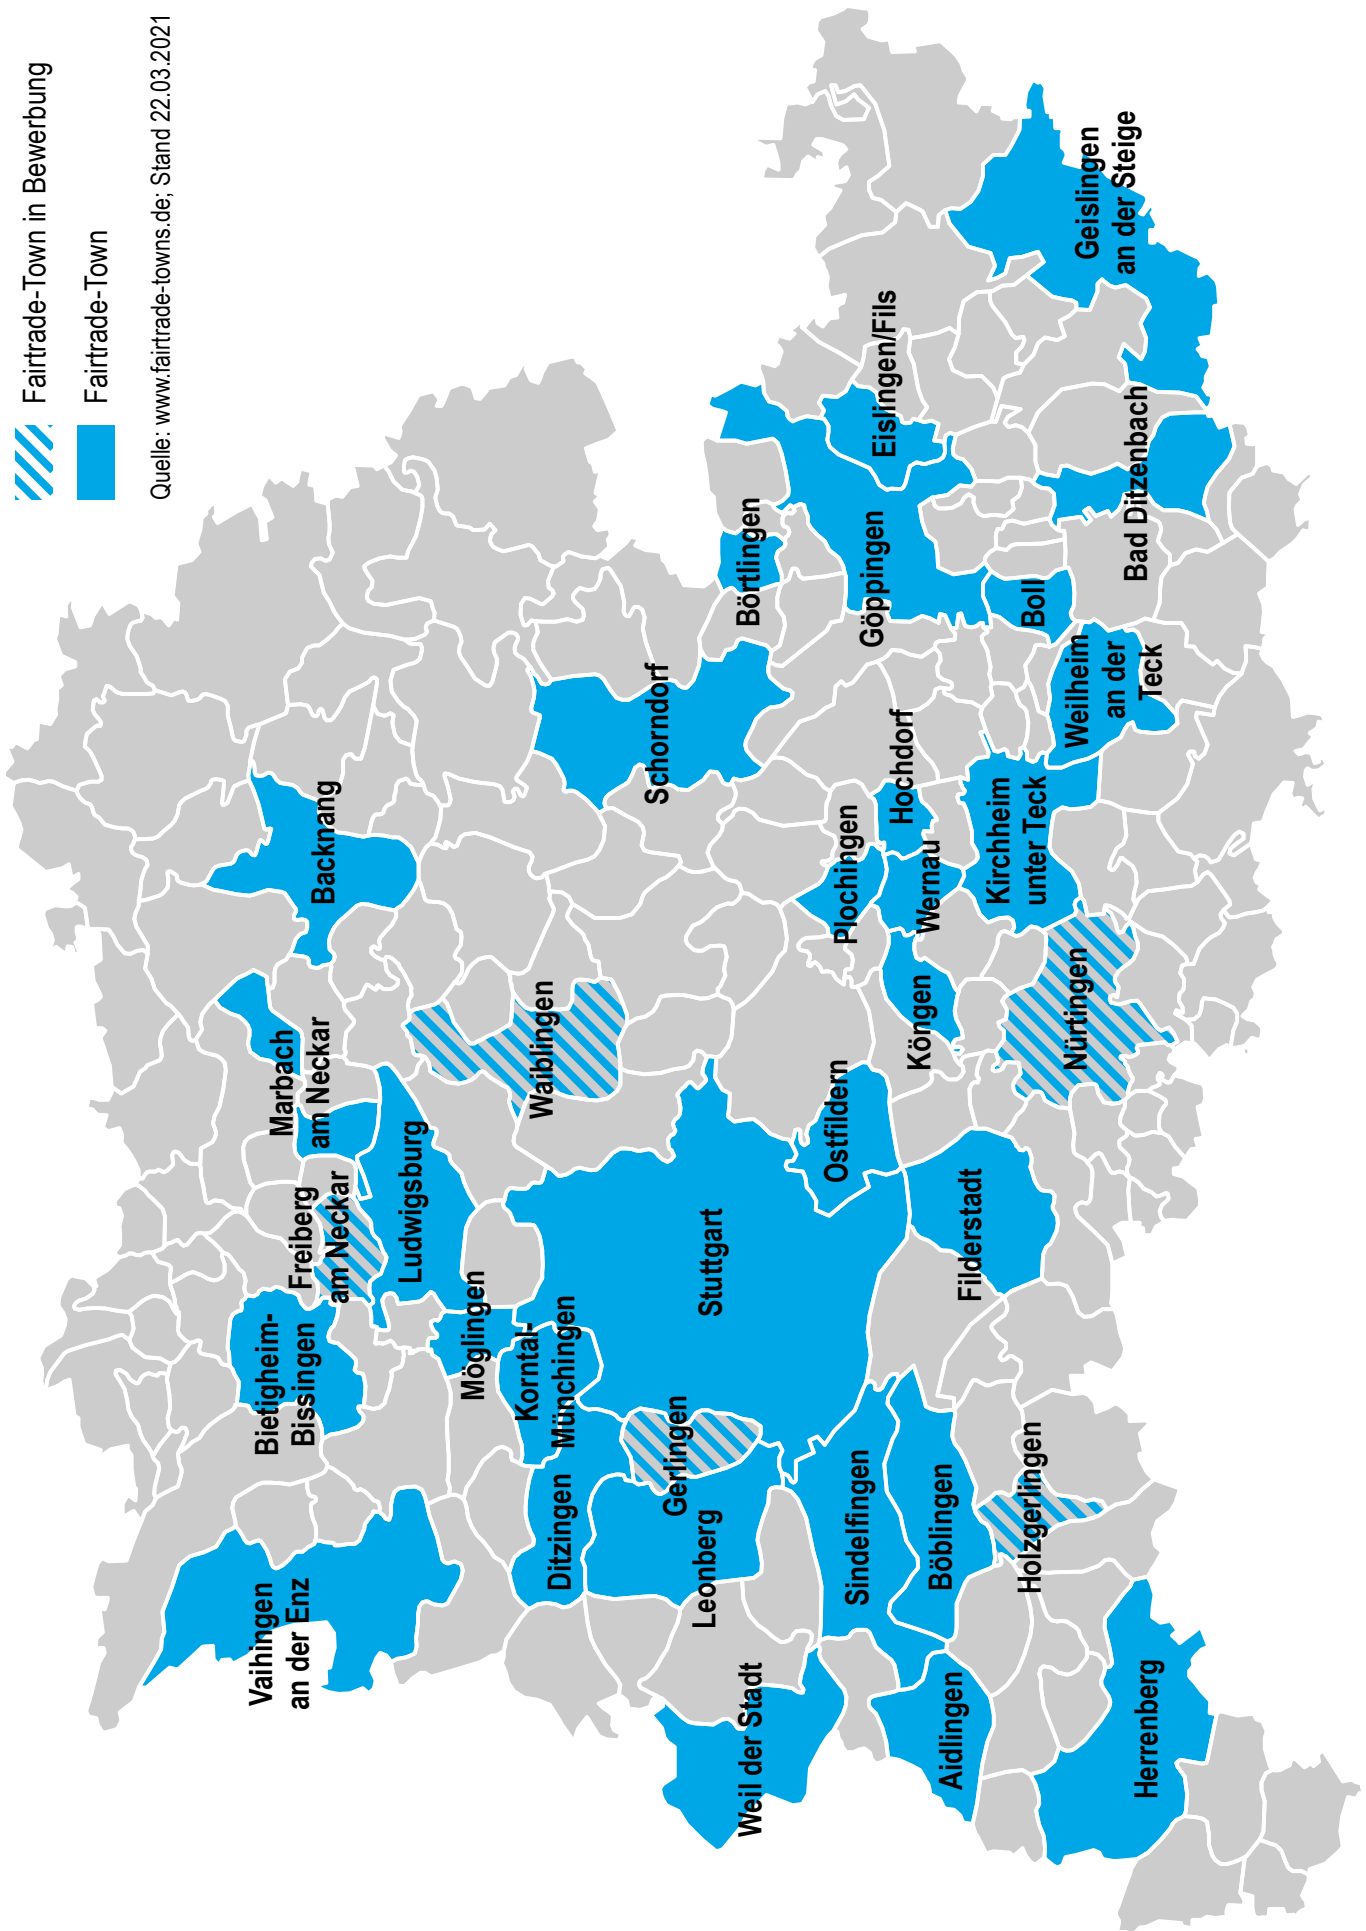 Fairtrade-Town in Bewerbung
Fairtrade-Town
Quelle: www.fairtrade-towns.de; Stand 22.03.2021
Vaihingen
an der Enz
Bietigheim-
Bissingen
Freiberg
am Neckar
Marbach
am Neckar
Backnang
Ludwigsburg
Möglingen
Korntal-
Münchingen
Ditzingen
Gerlingen
Leonberg
Weil der Stadt
Stuttgart
Waiblingen
Schorndorf
Börtlingen
Göppingen
Eislingen/Fils
Geislingen
an der Steige
Sindelfingen
Böblingen
Aidlingen
Holzgerlingen
Herrenberg
Filderstadt
Ostfildern
Köngen
Plochingen
Wernau
Hochdorf
Kirchheim
unter Teck
Nürtingen
Weilheim
an der
Teck
Boll
Bad Ditzenbach